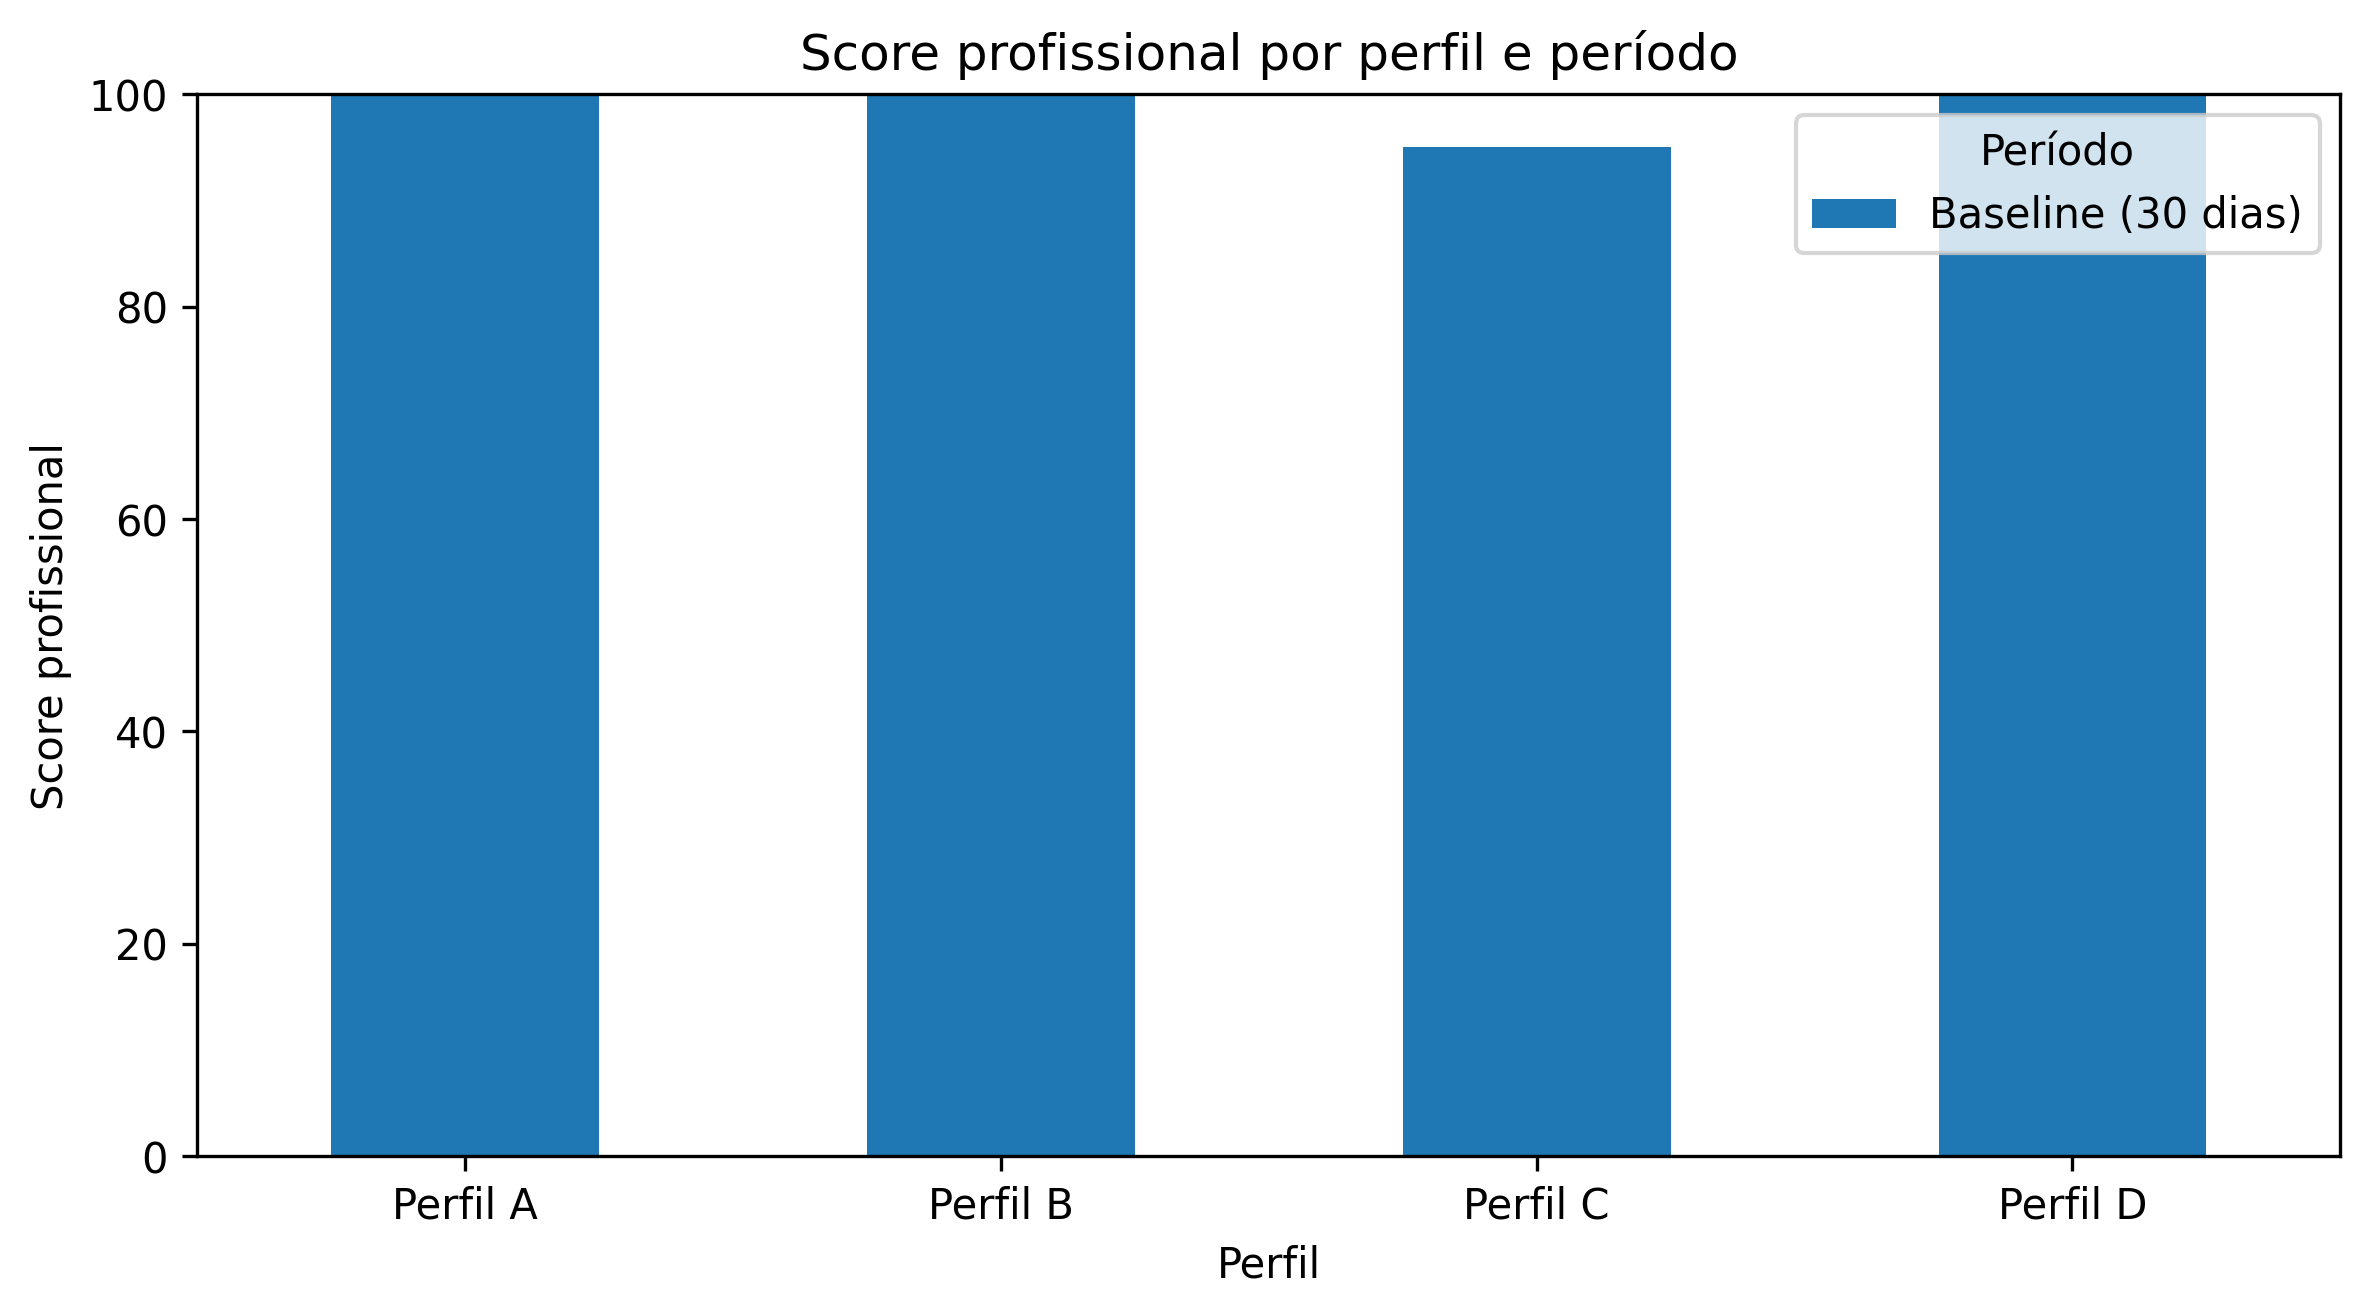 Score profissional por perfil e período
Período
Baseline (30 dias)
Score profissional
100
80
60
40
20
0
Perfil A
Perfil B
Perfil C
Perfil D
Perfil